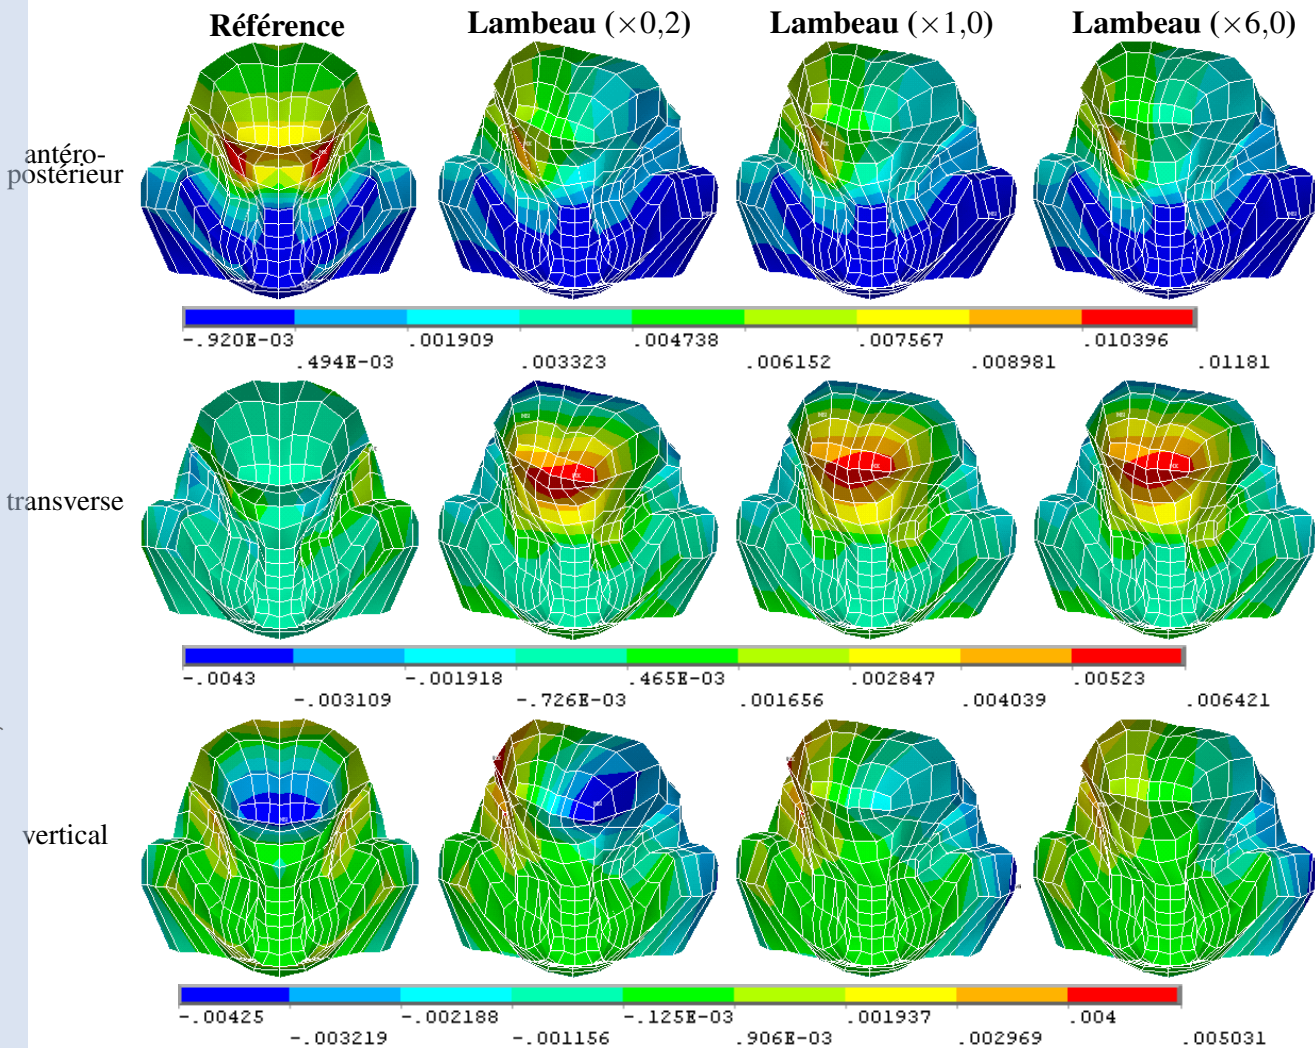 Référence Lambeau (×0,2) Lambeau (×1,0) Lambeau (×6,0)
antéro-
postérieur
-.920E-03 .001909 .004738 .007567 .010396
.494E-03 .003323 .006152 .008981 .01181
transverse
-.0043 -.001918 .465E-03 .002847 .00523
-.003109 -.726E-03 .001656 .004039 .006421
vertical
-.00425 -.002188 -.125E-03 .001937 .004
-.003219 -.001156 .906E-03 .002969 .005031